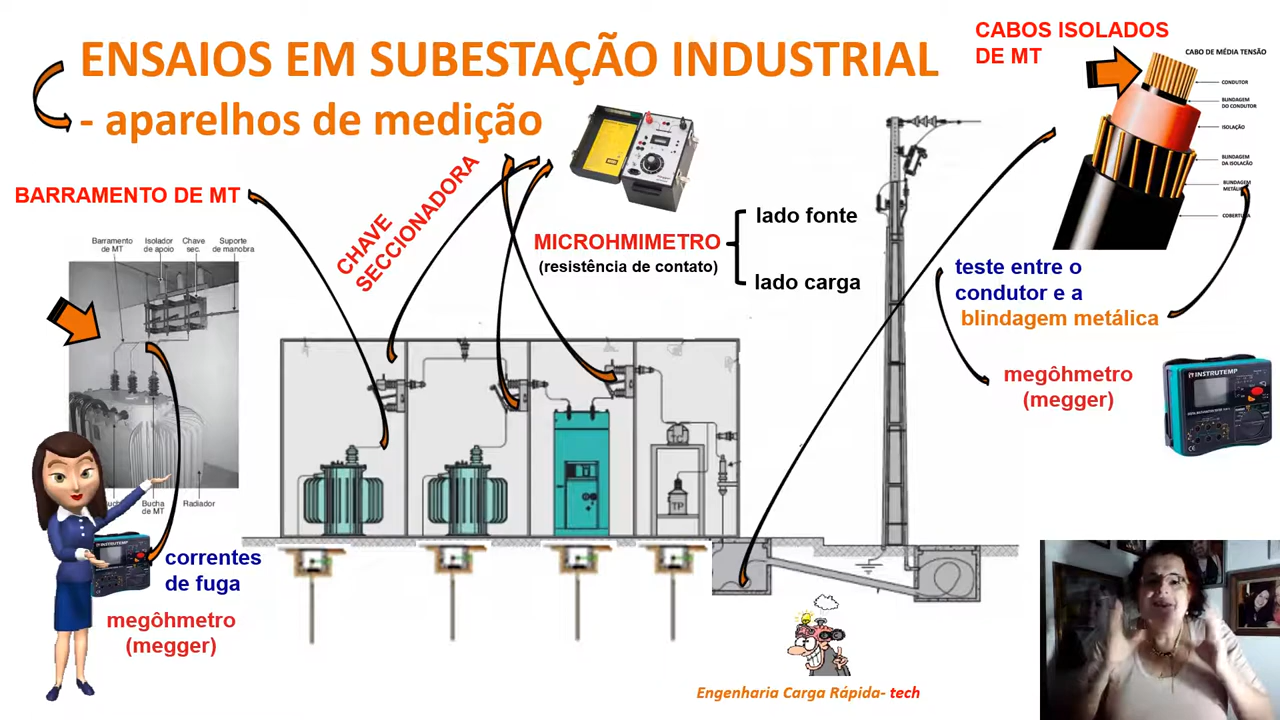 ENSAIOS EM SUBESTAÇÃO INDUSTRIAL
- aparelhos de medição
CABOS ISOLADOS
DE MT
CABO DE MÉDIA TENSÃO
CONDUTOR
BLINDAGEM
DO CONDUTOR
ISOLAÇÃO
BLINDAGEM
DA ISOLAÇÃO
BLINDAGEM
METÁLICA
COBERTURA
BARRAMENTO DE MT
CHAVE
SECCIONADORA
MICROHMIMETRO
(resistência de contato)
lado fonte
lado carga
Barramento
de MT
Isolador
de apoio
Chave
sec.
Suporte
de manobra
Bucha
de MT
Radiador
teste entre o
condutor e a
blindagem metálica
megôhmetro
(megger)
INSTRUTEMP
TP
INSTRUTEMP
correntes
de fuga
megôhmetro
(megger)
Engenharia Carga Rápida- tech